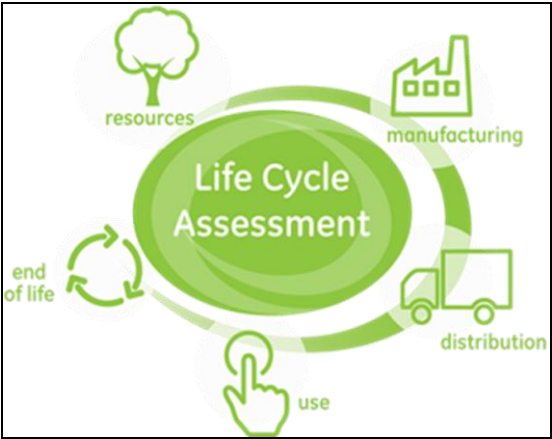 resources
manufacturing
Life Cycle
Assessment
end
of life
distribution
use